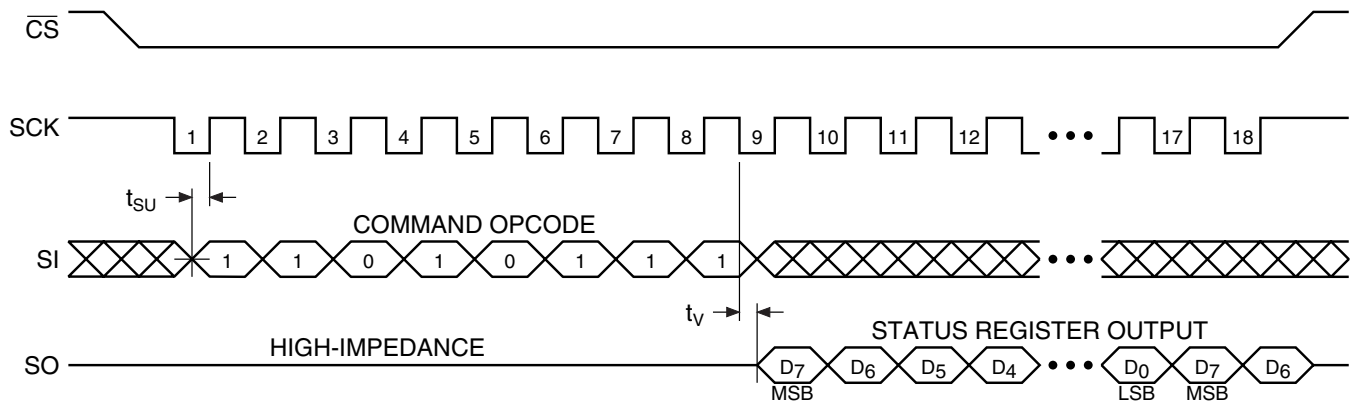 CS
SCK 1 2 3 4 5 6 7 8 9 10 11 12 ••• 17 18
tSU
COMMAND OPCODE
SI 1 1 0 1 0 1 1 1 •••
tV
HIGH-IMPEDANCE
STATUS REGISTER OUTPUT
SO D7 D6 D5 D4 ••• D0 D7 D6
MSB LSB MSB